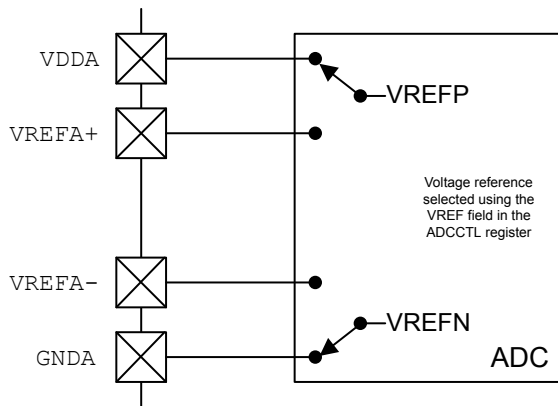 VDDA
VREFP
VREFA+
Voltage reference
selected using the
VREF field in the
ADCCTL register
VREFA-
VREFN
GNDA
ADC